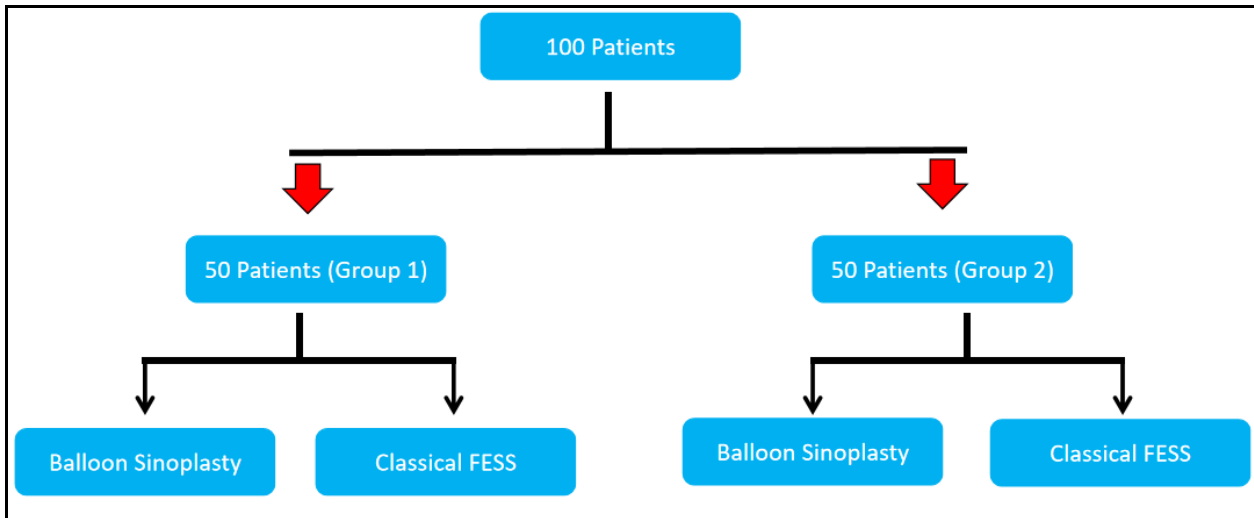 100 Patients
50 Patients (Group 1)
50 Patients (Group 2)
Balloon Sinoplasty
Classical FESS
Balloon Sinoplasty
Classical FESS